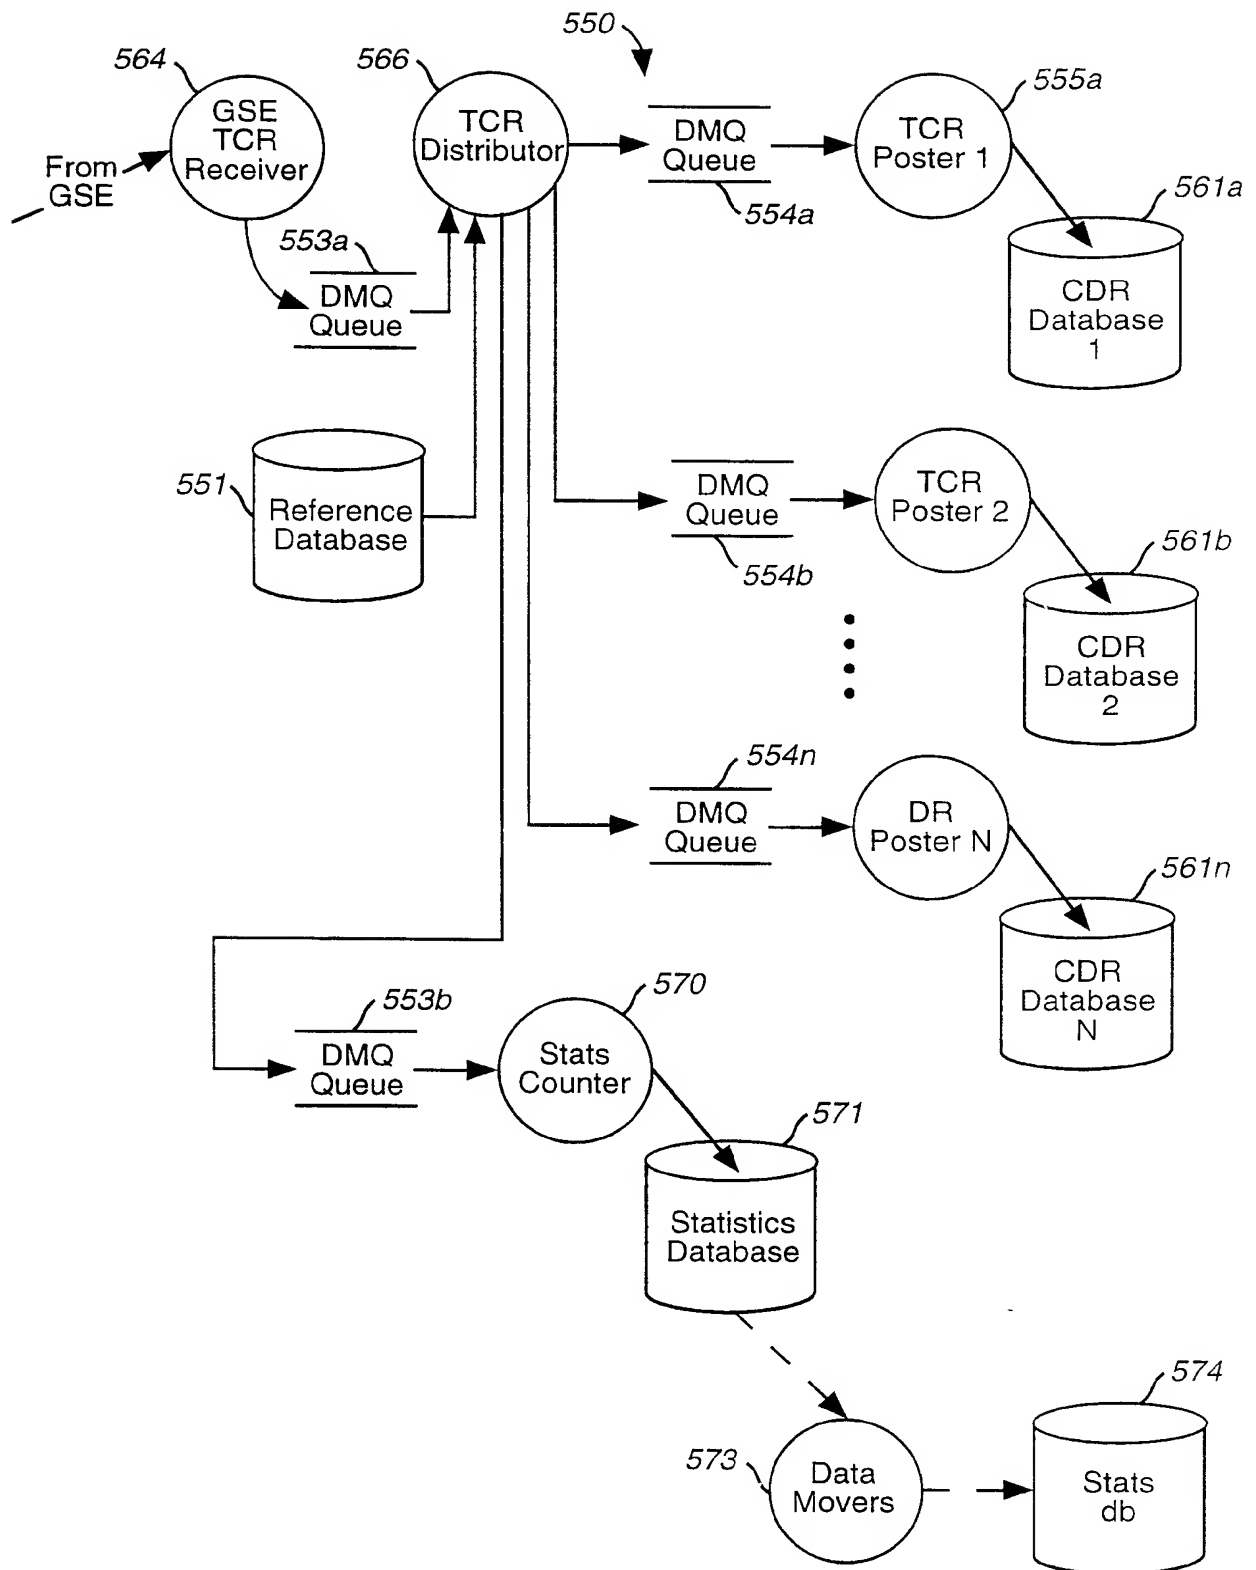 550
564
566
555a
GSE
TCR
Receiver
TCR
Distributor
DMQ
Queue
TCR
Poster 1
From
GSE
554a
561a
553a
DMQ
Queue
CDR
Database
1
551
Reference
Database
DMQ
Queue
TCR
Poster 2
554b
561b
CDR
Database
2
554n
DMQ
Queue
DR
Poster N
561n
CDR
Database
N
553b
570
DMQ
Queue
Stats
Counter
571
Statistics
Database
574
573
Data
Movers
Stats
db